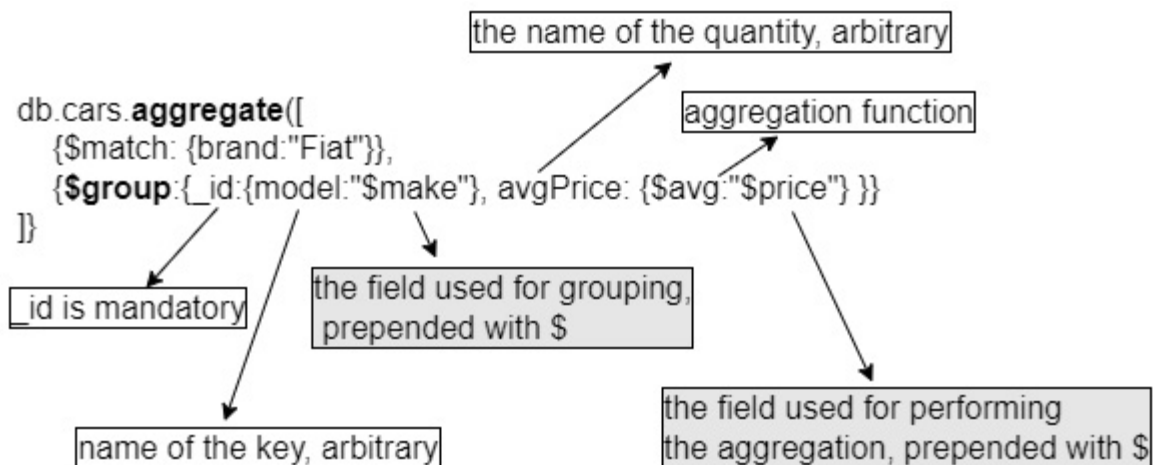 the name of the quantity, arbitrary
aggregation function
db.cars.aggregate([
{$match: {brand:"Fiat"}},
{$group:{_id:{model:"$make"}, avgPrice: {$avg:"$price"} }}
]}
_id is mandatory
the field used for grouping,
prepended with $
name of the key, arbitrary
the field used for performing
the aggregation, prepended with $